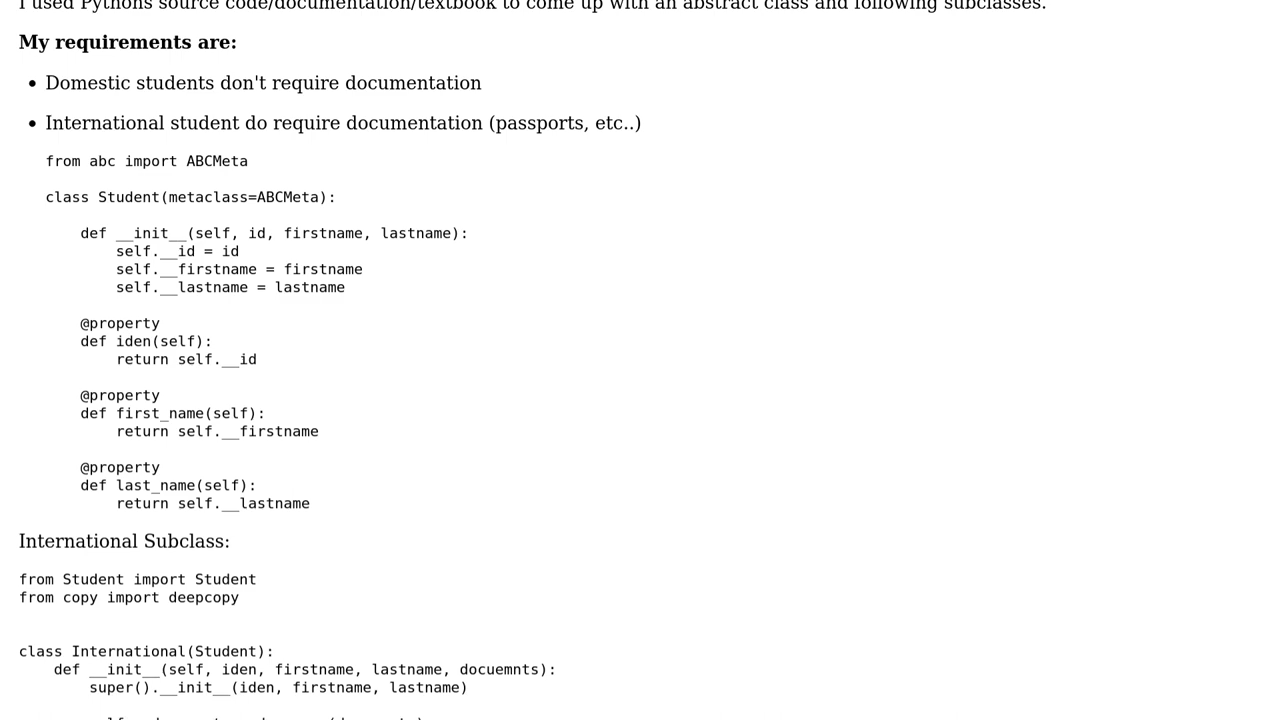 I used Pythons source code/documentation/textbook to come up with an abstract class and following subclasses.
My requirements are:
• Domestic students don't require documentation
• International student do require documentation (passports, etc..)
from abc import ABCMeta
class Student(metaclass=ABCMeta):
def __init__(self, id, firstname, lastname):
self.__id = id
self.__firstname = firstname
self.__lastname = lastname
@property
def iden(self):
return self.__id
@property
def first_name(self):
return self.__firstname
@property
def last_name(self):
return self.__lastname
International Subclass:
from Student import Student
from copy import deepcopy
class International(Student):
def __init__(self, iden, firstname, lastname, docuemnts):
super().__init__(iden, firstname, lastname)